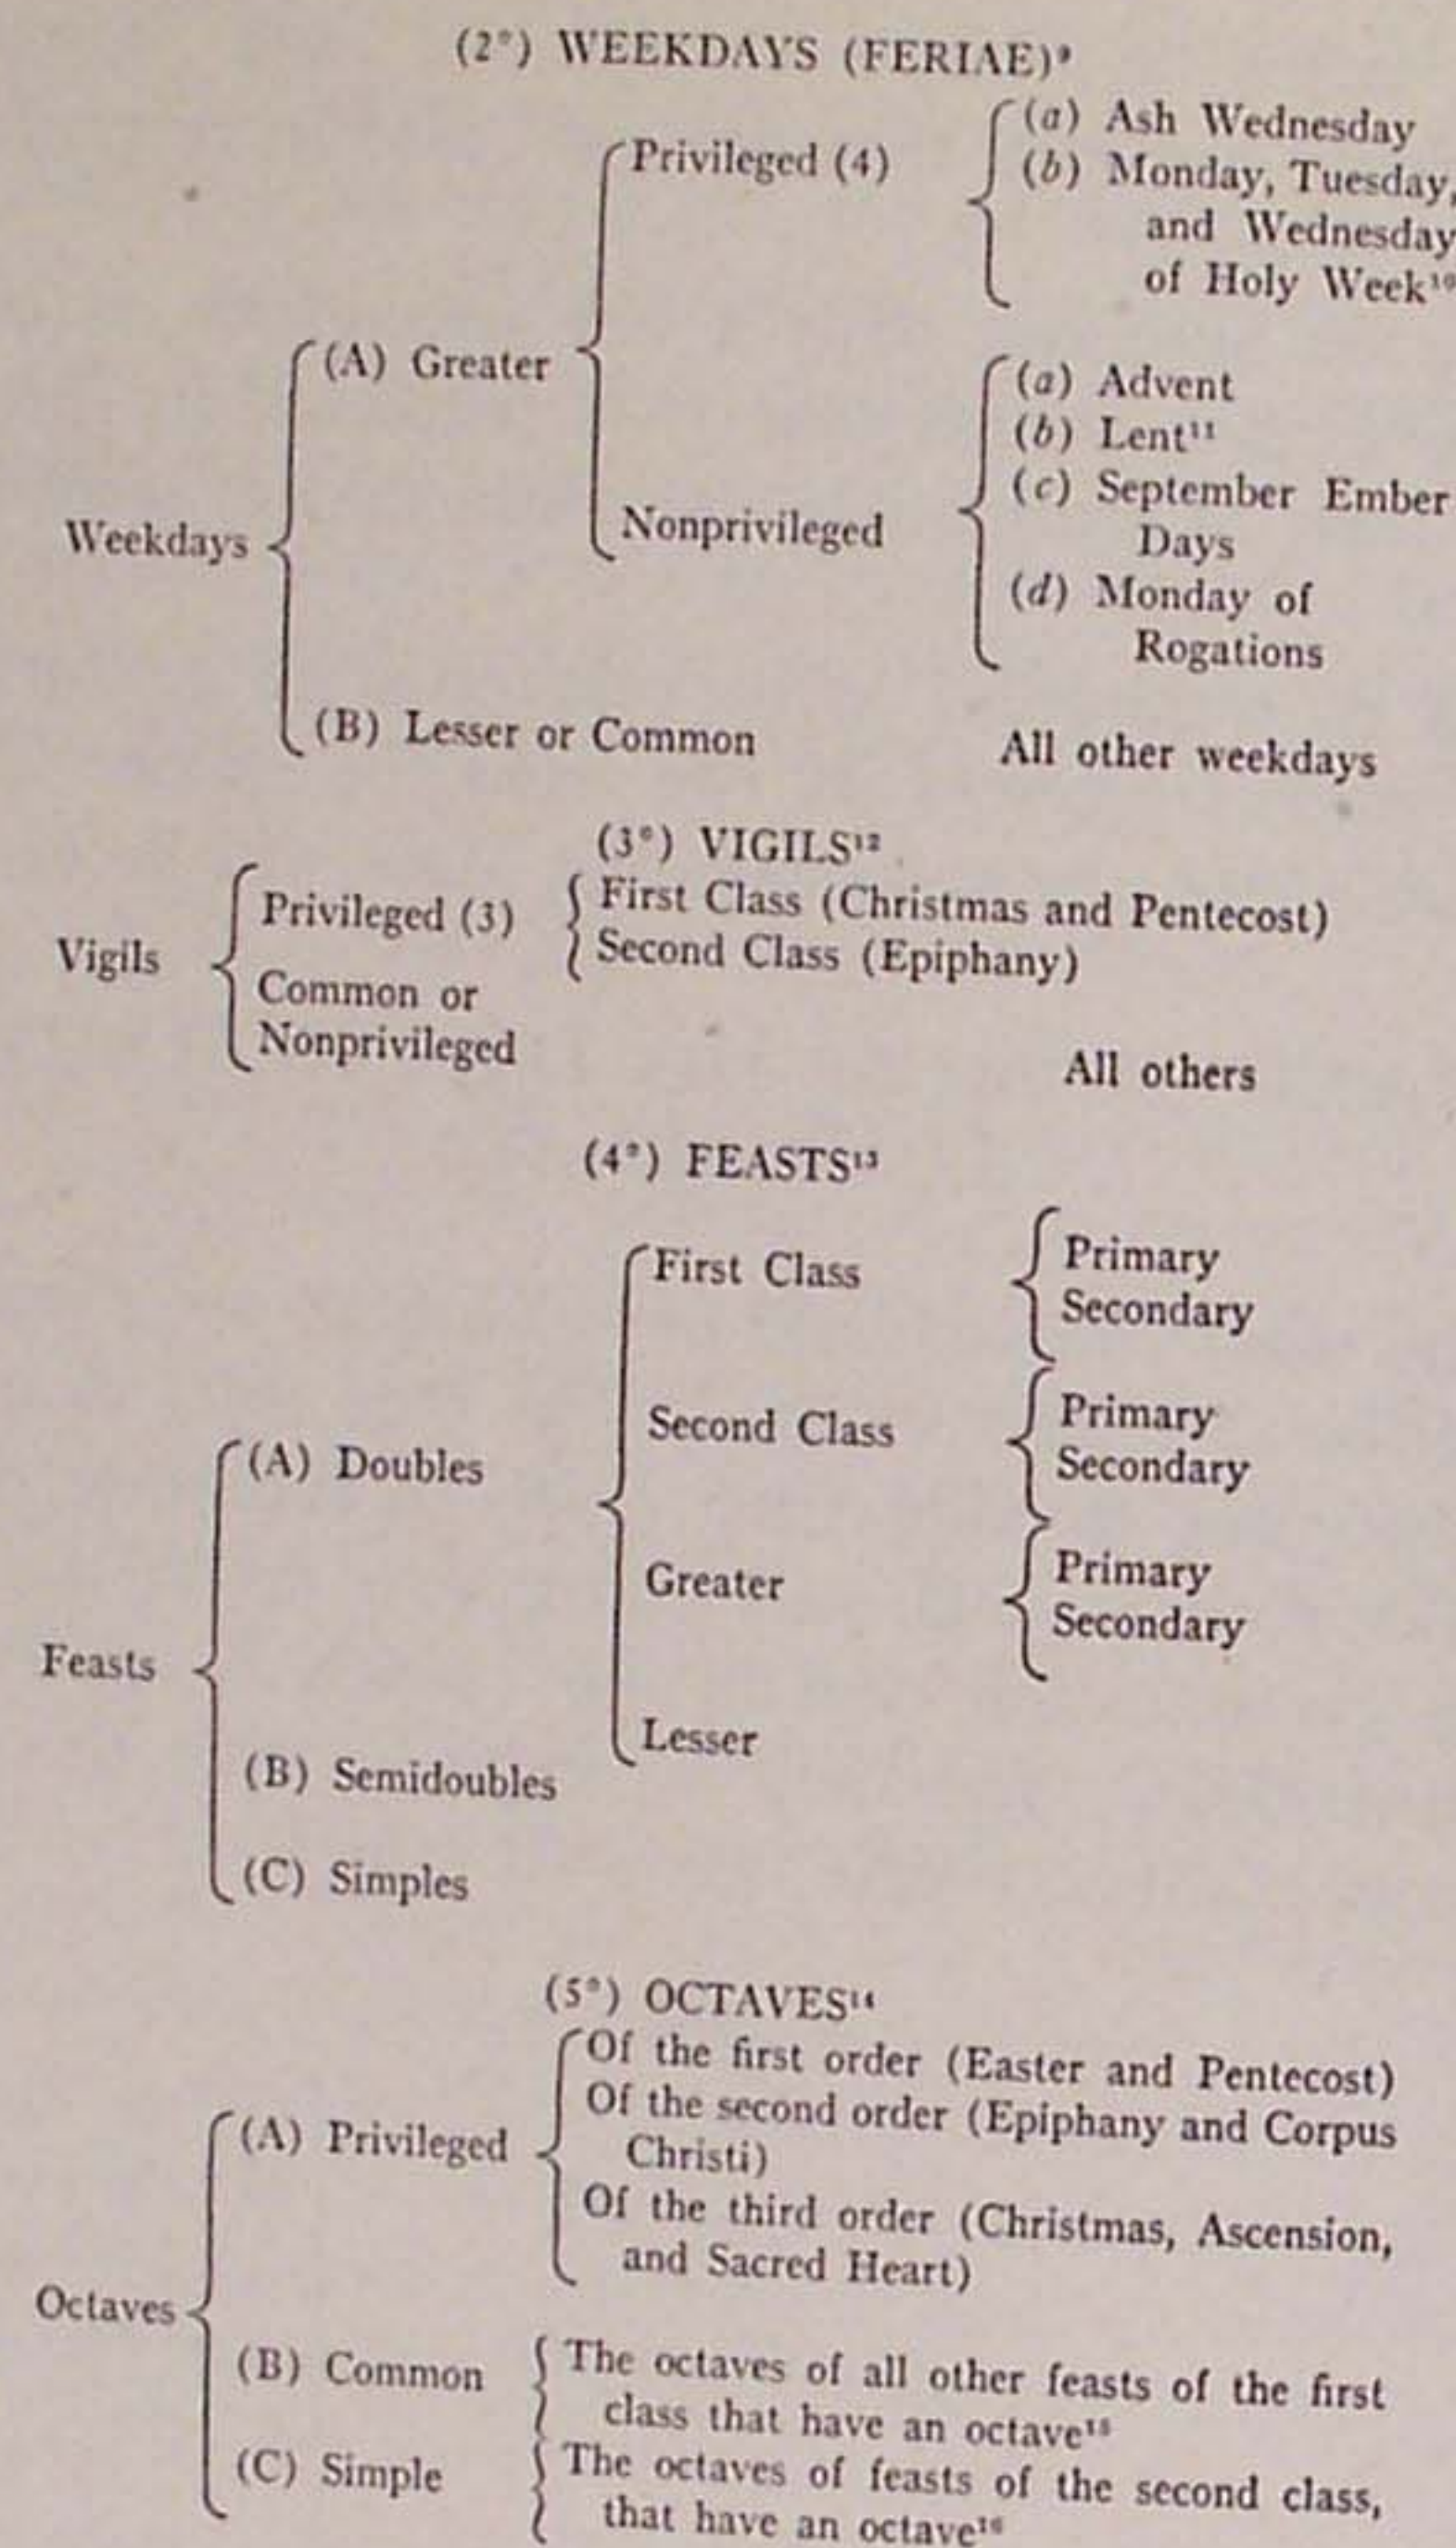 (2°) WEEKDAYS (FERIAE)⁹
Privileged (4)
(a) Ash Wednesday
(b) Monday, Tuesday,
and Wednesday
of Holy Week¹⁰
(A) Greater
(a) Advent
(b) Lent¹¹
(c) September Ember
Days
Nonprivileged
(d) Monday of
Rogations
Weekdays
(B) Lesser or Common
All other weekdays
(3°) VIGILS¹²
Privileged (3)
First Class (Christmas and Pentecost)
Second Class (Epiphany)
Vigils
Common or
Nonprivileged
All others
(4°) FEASTS¹³
First Class
Primary
Secondary
Second Class
Primary
Secondary
(A) Doubles
Greater
Primary
Secondary
Feasts
Lesser
(B) Semidoubles
(C) Simples
(5°) OCTAVES¹⁴
Of the first order (Easter and Pentecost)
Of the second order (Epiphany and Corpus
Christi)
(A) Privileged
Of the third order (Christmas, Ascension,
and Sacred Heart)
Octaves
(B) Common
The octaves of all other feasts of the first
class that have an octave¹⁵
(C) Simple
The octaves of feasts of the second class,
that have an octave¹⁶